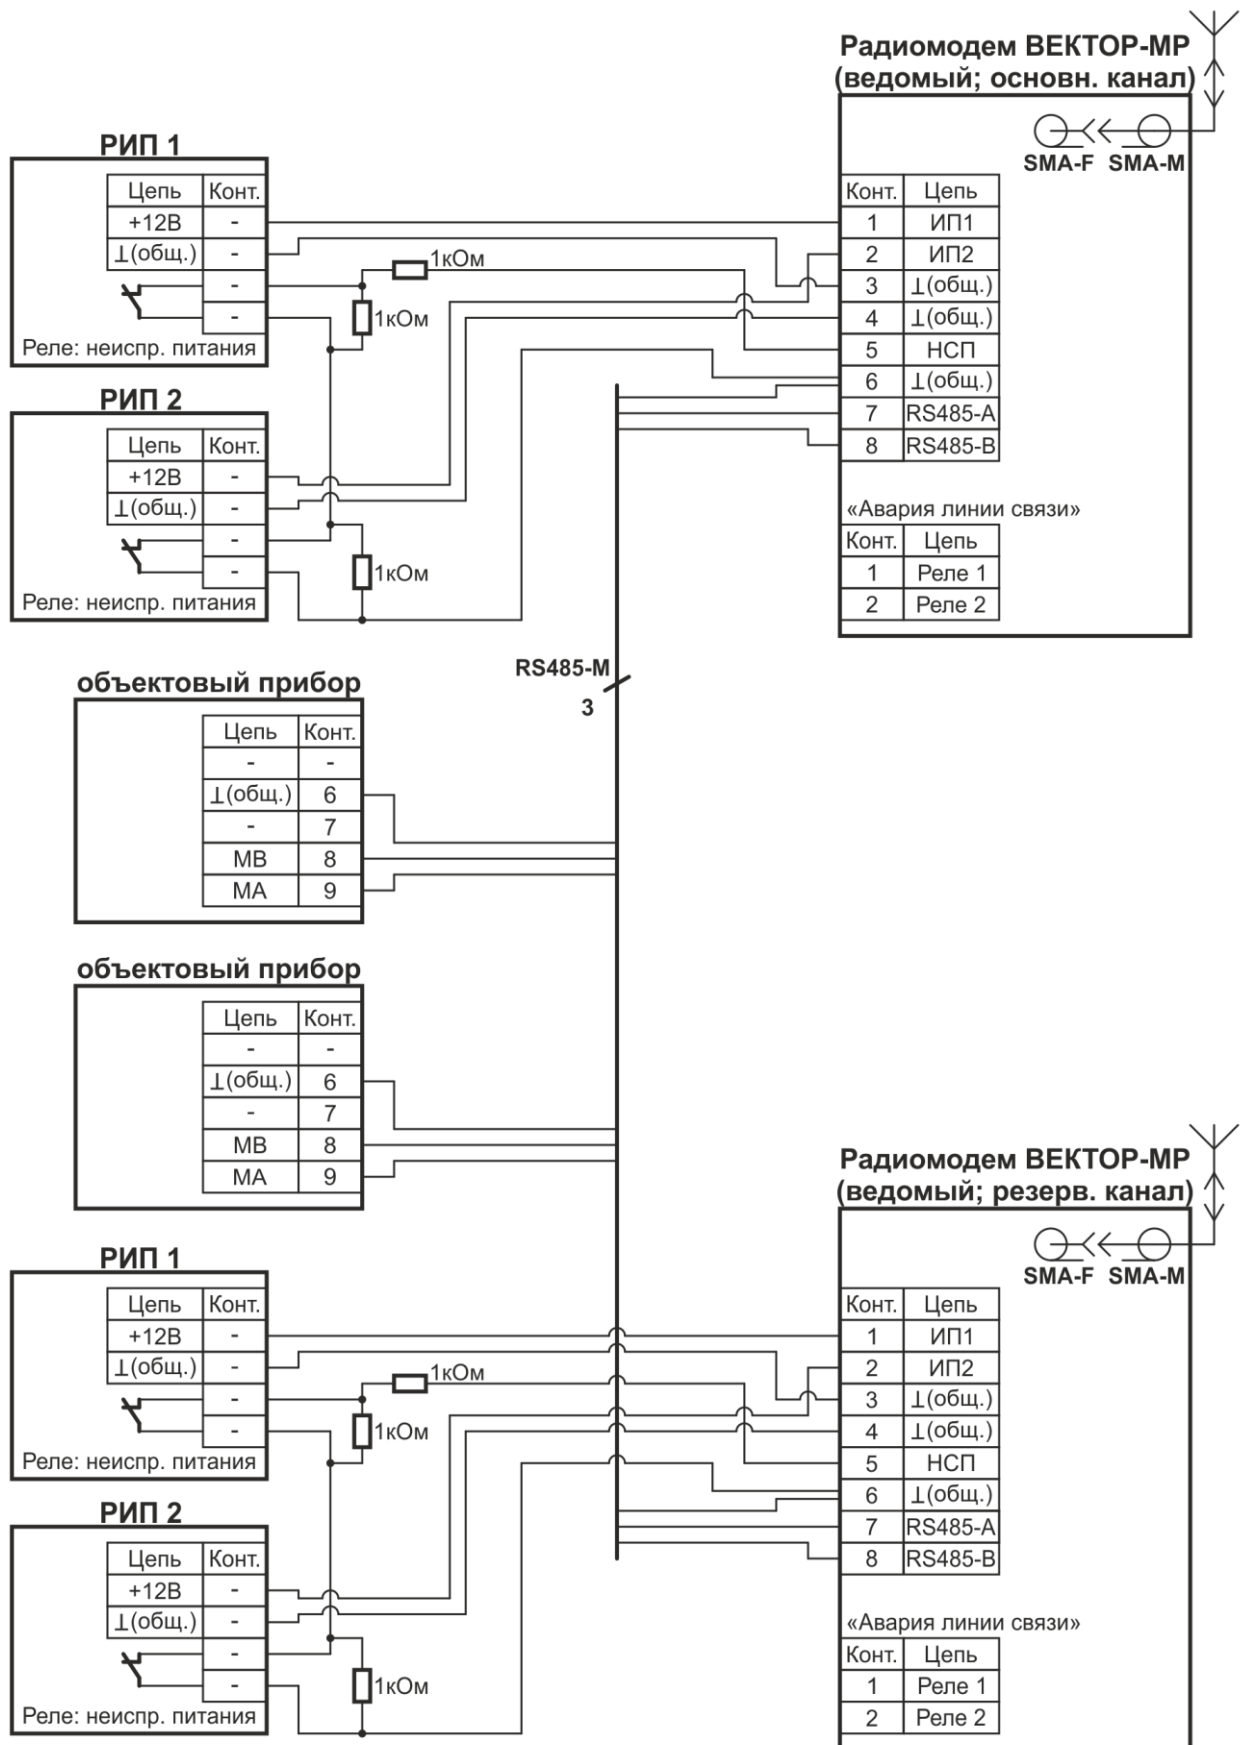 Радиомодем ВЕКТОР-МР
(ведомый; основн. канал)
SMA-F SMA-M
РИП 1
Цепь Конт.
+12В -
⊥(общ.) -
-
-
Реле: неиспр. питания
1кОм
1кОм
Конт. Цепь
1 ИП1
2 ИП2
3 ⊥(общ.)
4 ⊥(общ.)
5 НСП
6 ⊥(общ.)
7 RS485-A
8 RS485-B
РИП 2
Цепь Конт.
+12В -
⊥(общ.) -
-
-
Реле: неиспр. питания
1кОм
«Авария линии связи»
Конт. Цепь
1 Реле 1
2 Реле 2
RS485-М
3
объектовый прибор
Цепь Конт.
- -
⊥(общ.) 6
- 7
МВ 8
МА 9
объектовый прибор
Цепь Конт.
- -
⊥(общ.) 6
- 7
МВ 8
МА 9
Радиомодем ВЕКТОР-МР
(ведомый; резерв. канал)
SMA-F SMA-M
РИП 1
Цепь Конт.
+12В -
⊥(общ.) -
-
-
Реле: неиспр. питания
1кОм
1кОм
Конт. Цепь
1 ИП1
2 ИП2
3 ⊥(общ.)
4 ⊥(общ.)
5 НСП
6 ⊥(общ.)
7 RS485-A
8 RS485-B
РИП 2
Цепь Конт.
+12В -
⊥(общ.) -
-
-
Реле: неиспр. питания
1кОм
«Авария линии связи»
Конт. Цепь
1 Реле 1
2 Реле 2